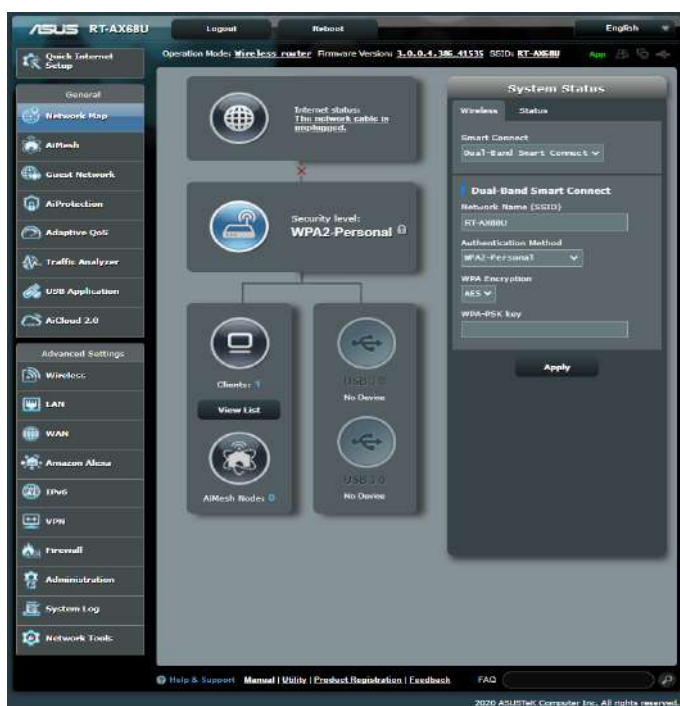 ASUS RT-AX68U
Logout
Reboot
English
Quick Internet
Setup
Operation Mode: Wireless router Firmware Version: 3.0.0.4.386_41535 SSID: RT-AX68U
App
General
Network Map
AiMesh
Guest Network
AiProtection
Adaptive QoS
Traffic Analyzer
USB Application
AiCloud 2.0
Advanced Settings
Wireless
LAN
WAN
Amazon Alexa
IPv6
VPN
Firewall
Administration
System Log
Network Tools
Internet status:
The network cable is
unplugged.
Security level:
WPA2-Personal
Clients: 1
View List
AiMesh Node: 0
USB 3.0
No Device
No Device
System Status
Wireless
Status
Smart Connect
Dual-Band Smart Connect
Dual-Band Smart Connect
Network Name (SSID)
RT-AX68U
Authentication Method
WPA2-Personal
WPA Encryption
AES
WPA-PSK key
Apply
Help & Support Manual | Utility | Product Registration | Feedback
FAQ
2020 ASUSTeK Computer Inc. All rights reserved.